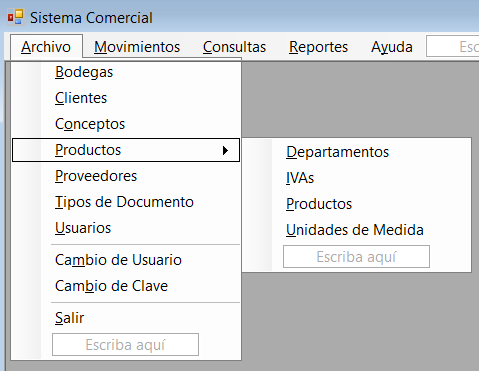 Sistema Comercial
Archivo Movimientos Consultas Reportes Ayuda Esc
Bodegas
Clientes
Conceptos
Productos
Proveedores
Tipos de Documento
Usuarios
Cambio de Usuario
Cambio de Clave
Salir
Escriba aquí
Departamentos
IVAs
Productos
Unidades de Medida
Escriba aquí